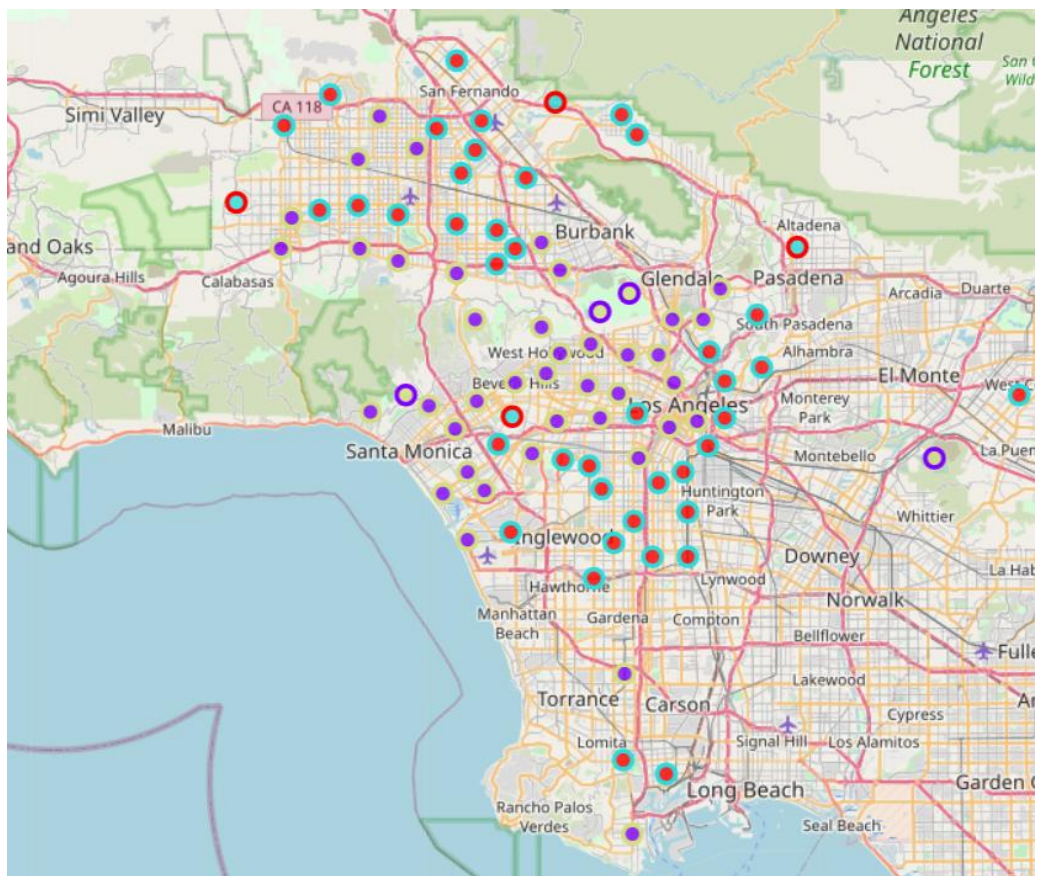 Angeles
National
Forest
San G
Wild
San Fernando
CA 118
Simi Valley
Altadena
Burbank
and Oaks
Agoura Hills
Calabasas
Glendale
Pasadena
Arcadia
Duarte
South Pasadena
West Hollywood
Alhambra
El Monte
Beverly Hills
West Co
Los Angeles
Monterey
Park
Malibu
Santa Monica
Montebello
La Puen
Huntington
Park
Whittier
Inglewood
Downey
La Hab
Hawthorne
Lynwood
Norwalk
Manhattan
Beach
Gardena
Compton
Bellflower
Fulle
Lakewood
Torrance
Carson
Cypress
Lomita
Signal Hill
Los Alamitos
Garden G
Long Beach
Rancho Palos
Verdes
Seal Beach